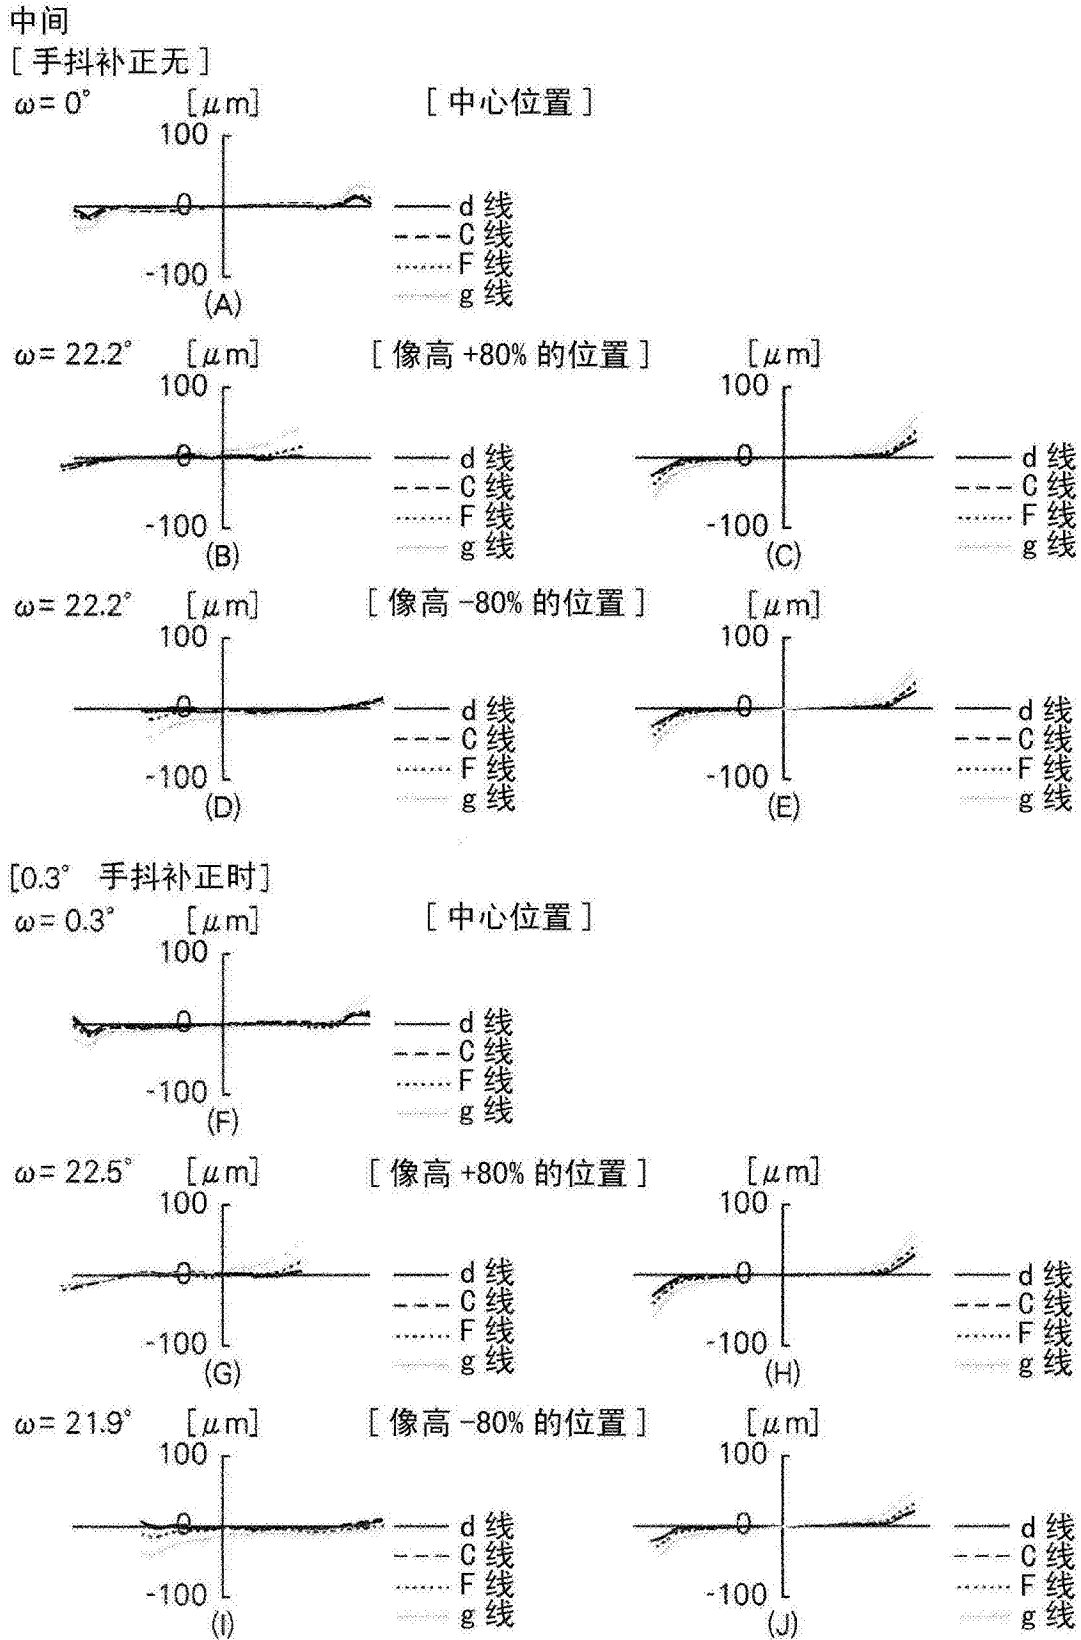 中间
[ 手抖补正无 ]
ω= 0° [μm] [ 中心位置 ]
100
0
-100
d 线
C 线
F 线
g 线
(A)
ω= 22.2° [μm] [ 像高 +80% 的位置 ] [μm]
100
0
-100
d 线
C 线
F 线
g 线
(B)
100
0
-100
d 线
C 线
F 线
g 线
(C)
ω= 22.2° [μm] [ 像高 -80% 的位置 ] [μm]
100
0
-100
d 线
C 线
F 线
g 线
(D)
100
0
-100
d 线
C 线
F 线
g 线
(E)
[0.3° 手抖补正时]
ω= 0.3° [μm] [ 中心位置 ]
100
0
-100
d 线
C 线
F 线
g 线
(F)
ω= 22.5° [μm] [ 像高 +80% 的位置 ] [μm]
100
0
-100
d 线
C 线
F 线
g 线
(G)
100
0
-100
d 线
C 线
F 线
g 线
(H)
ω= 21.9° [μm] [ 像高 -80% 的位置 ] [μm]
100
0
-100
d 线
C 线
F 线
g 线
(I)
100
0
-100
d 线
C 线
F 线
g 线
(J)